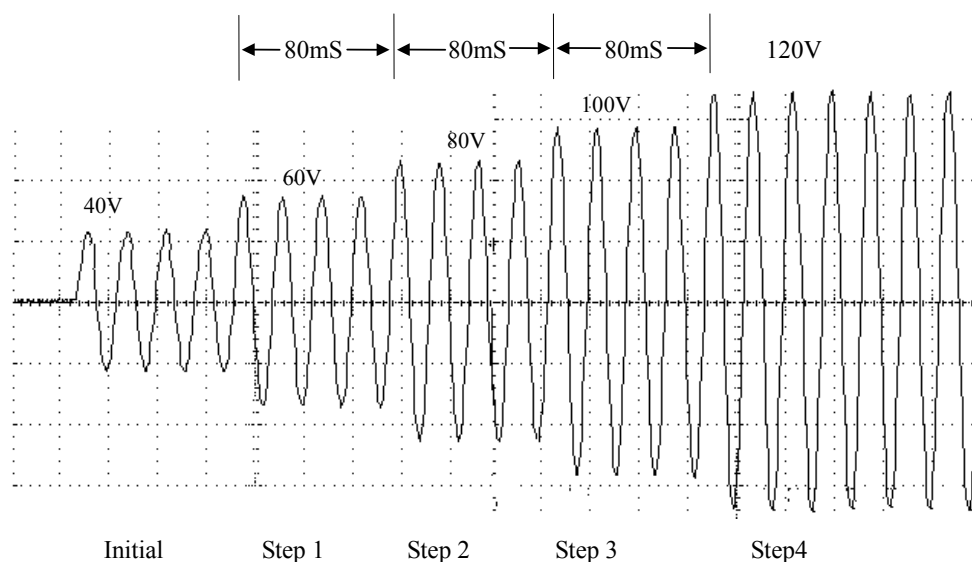 80mS 80mS 80mS 120V
100V
80V
60V
40V
Initial Step 1 Step 2 Step 3 Step4